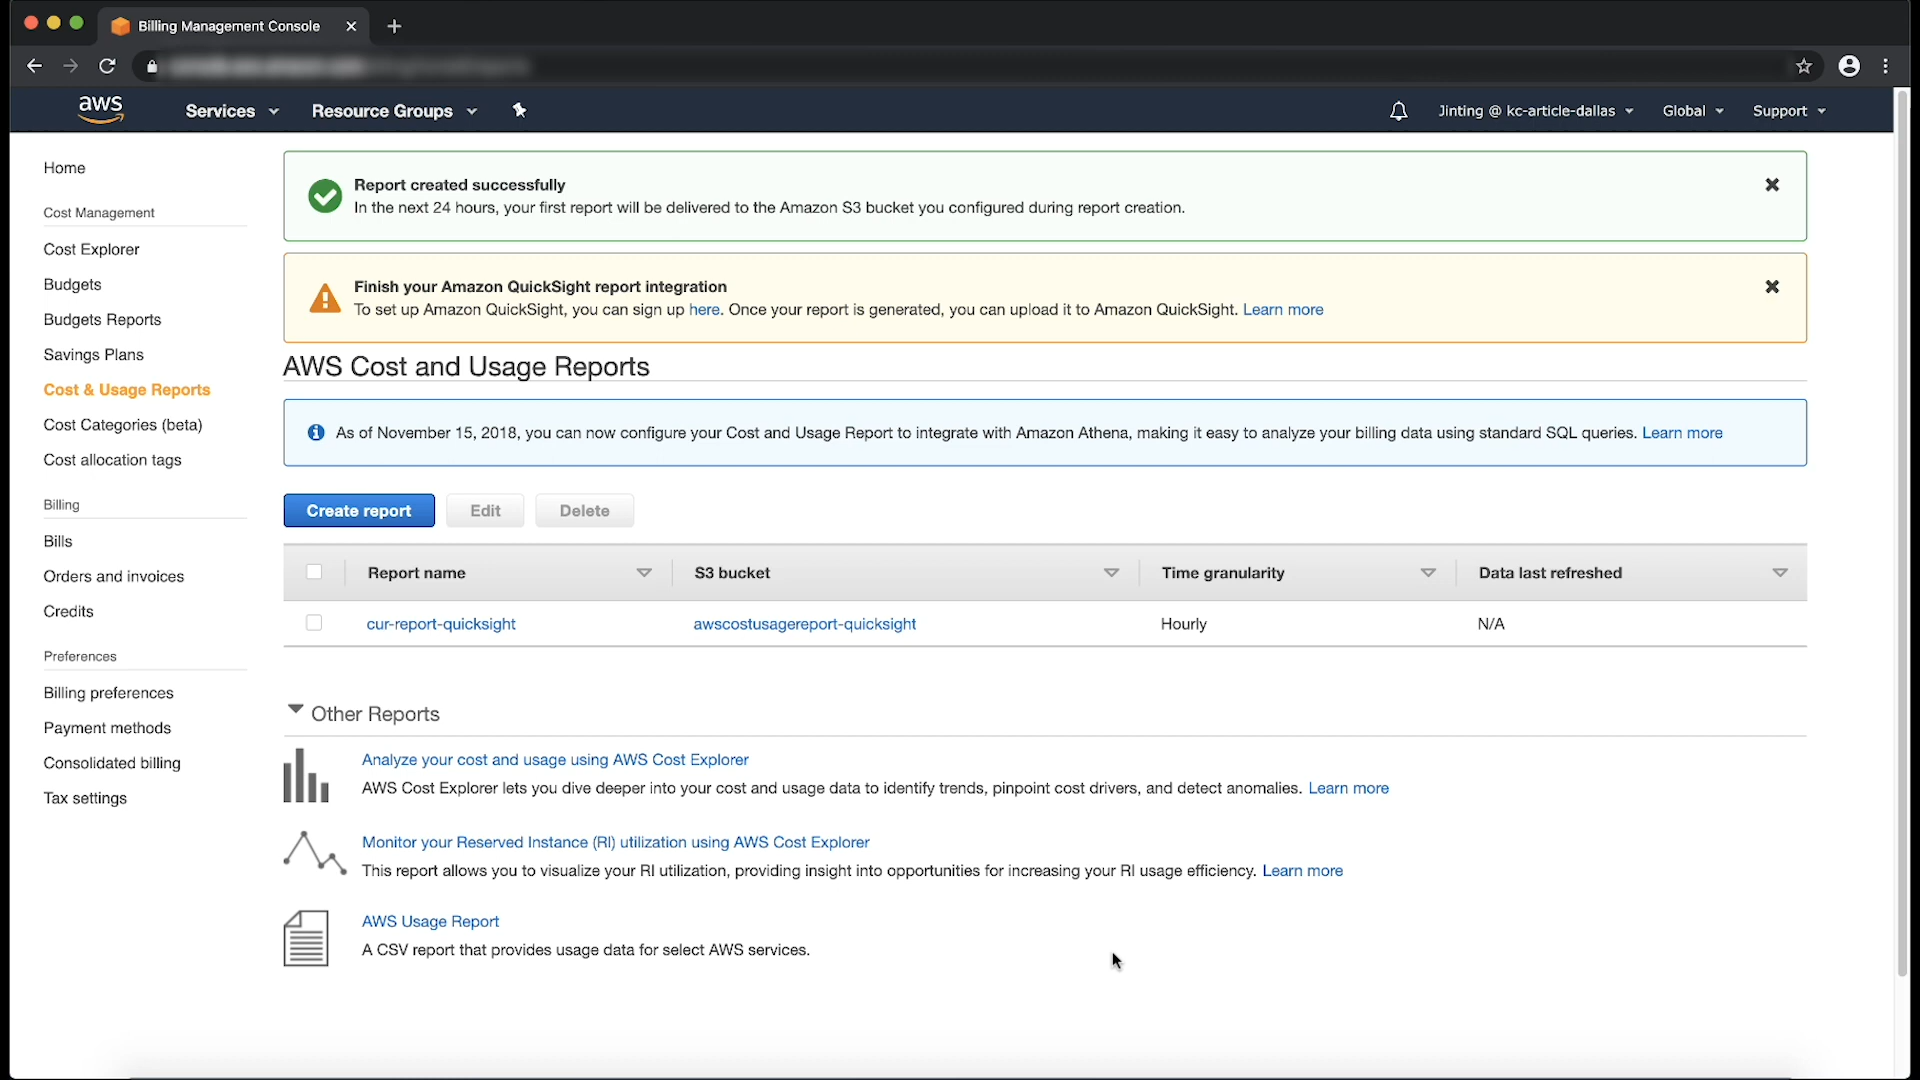 Billing Management Console
aws
Services
Resource Groups
Jinting @ kc-article-dallas
Global
Support
Home
Cost Management
Cost Explorer
Budgets
Budgets Reports
Savings Plans
Cost & Usage Reports
Cost Categories (beta)
Cost allocation tags
Billing
Bills
Orders and invoices
Credits
Preferences
Billing preferences
Payment methods
Consolidated billing
Tax settings
Report created successfully
In the next 24 hours, your first report will be delivered to the Amazon S3 bucket you configured during report creation.
Finish your Amazon QuickSight report integration
To set up Amazon QuickSight, you can sign up here. Once your report is generated, you can upload it to Amazon QuickSight. Learn more
AWS Cost and Usage Reports
As of November 15, 2018, you can now configure your Cost and Usage Report to integrate with Amazon Athena, making it easy to analyze your billing data using standard SQL queries. Learn more
Create report Edit Delete
Report name S3 bucket Time granularity Data last refreshed
cur-report-quicksight awscostusagereport-quicksight Hourly N/A
Other Reports
Analyze your cost and usage using AWS Cost Explorer
AWS Cost Explorer lets you dive deeper into your cost and usage data to identify trends, pinpoint cost drivers, and detect anomalies. Learn more
Monitor your Reserved Instance (RI) utilization using AWS Cost Explorer
This report allows you to visualize your RI utilization, providing insight into opportunities for increasing your RI usage efficiency. Learn more
AWS Usage Report
A CSV report that provides usage data for select AWS services.